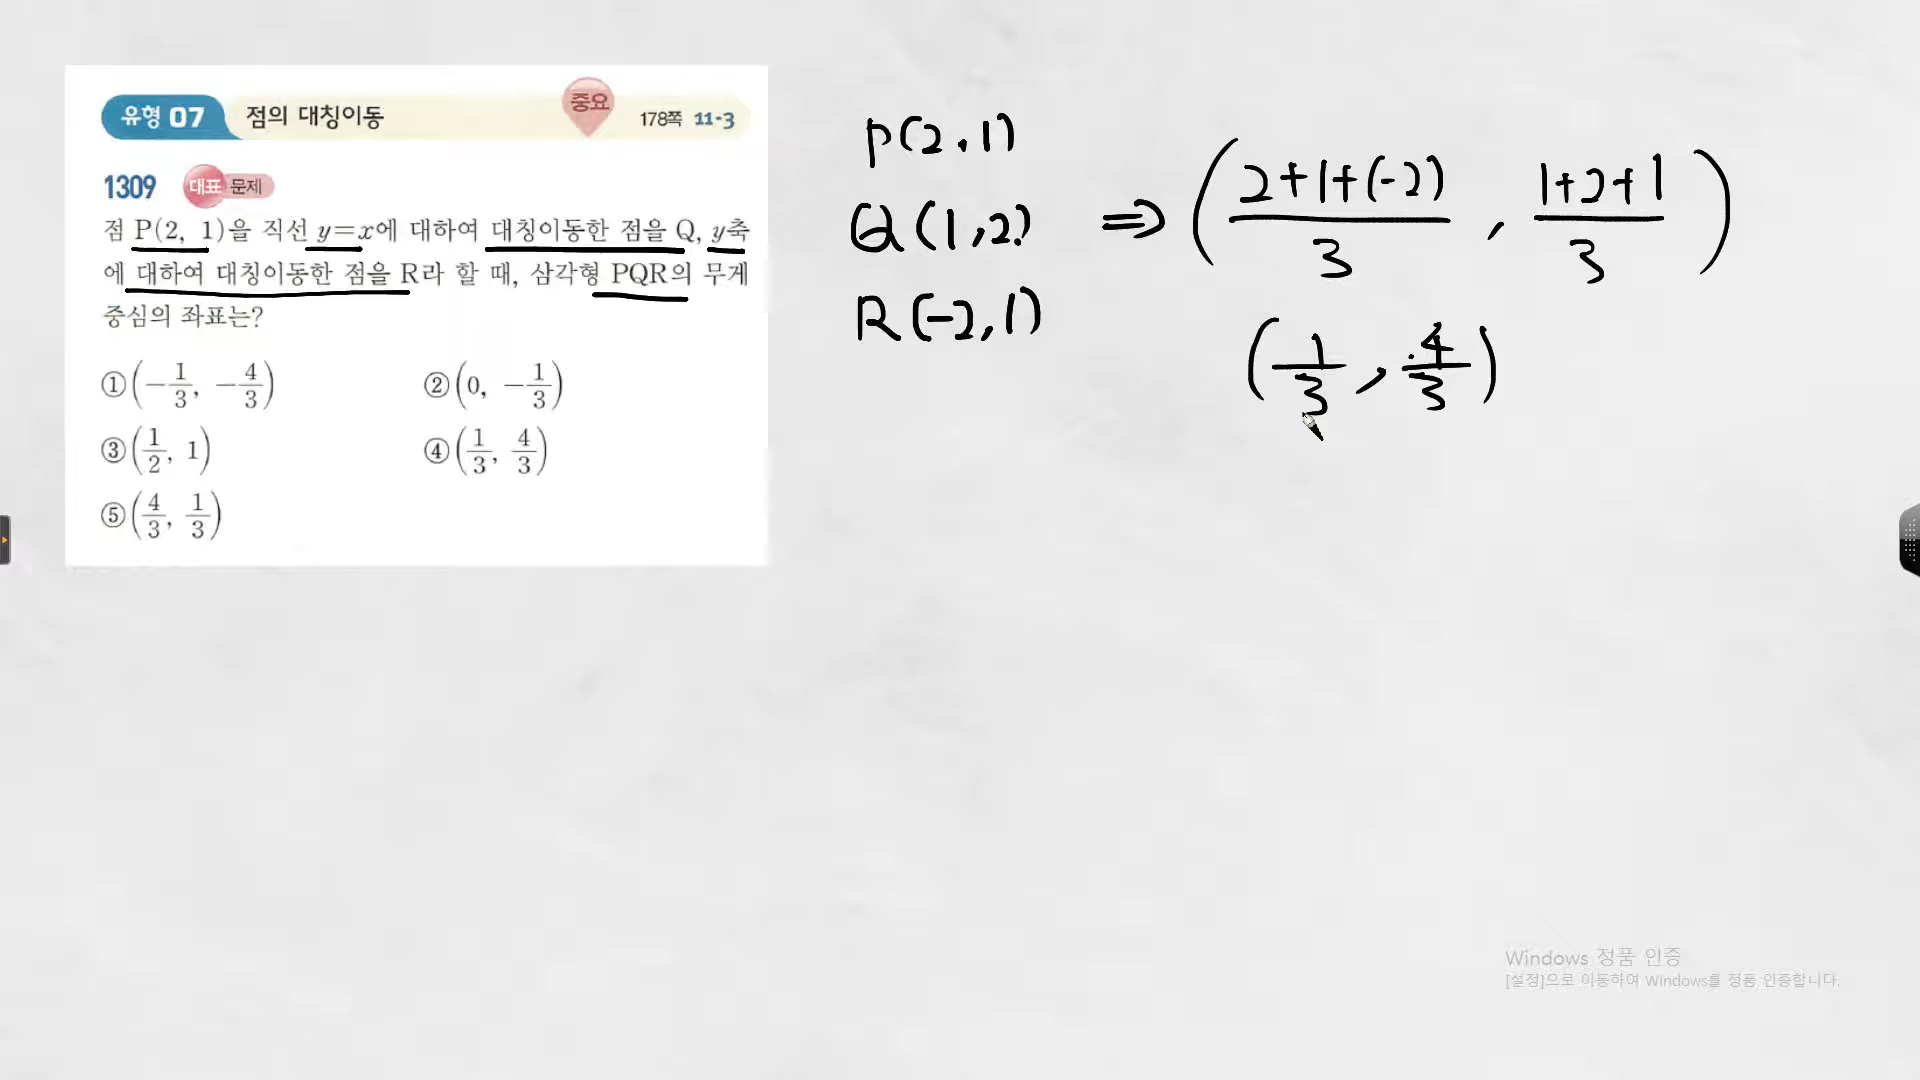 유형 07 점의 대칭이동 중요 178쪽 11-3
1309 대표 문제
점 P(2, 1)을 직선 y=x에 대하여 대칭이동한 점을 Q, y축
에 대하여 대칭이동한 점을 R라 할 때, 삼각형 PQR의 무게
중심의 좌표는?
① (-1/3, -4/3) ② (0, -1/3)
③ (1/2, 1) ④ (1/3, 4/3)
⑤ (4/3, 1/3)
P(2, 1)
Q(1, 2)
R(-2, 1)
⇒ ((2+1+(-2))/3, (1+2+1)/3)
(1/3, 4/3)
Windows 정품 인증
[설정]으로 이동하여 Windows를 정품 인증합니다.